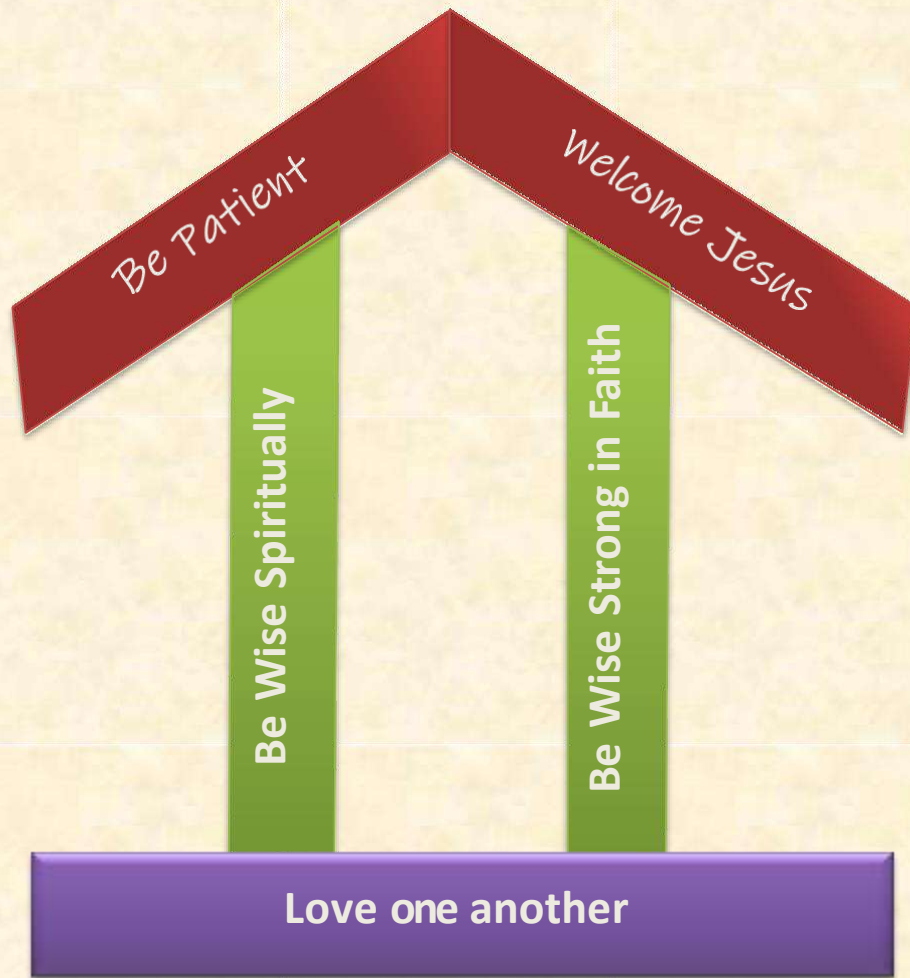 Be Patient
Welcome Jesus
Be Wise Spiritually
Be Wise Strong in Faith
Love one another